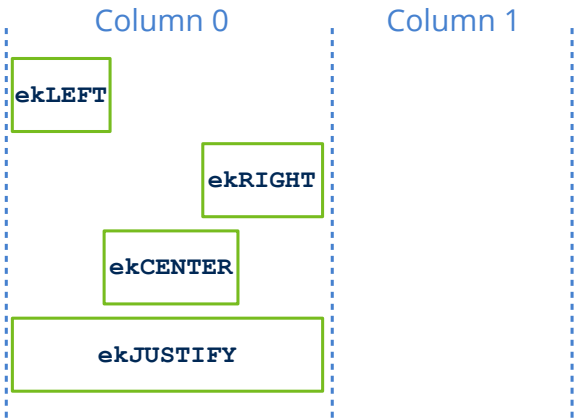 Column 0 Column 1
ekLEFT
ekRIGHT
ekCENTER
ekJUSTIFY